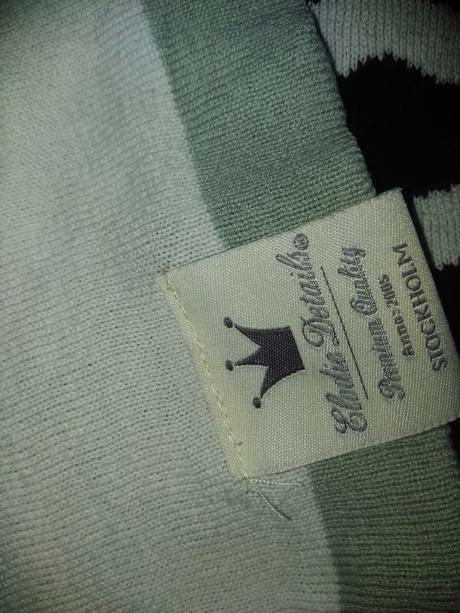 Elodie Details®
Premium Quality
Anno: 2005
STOCKHOLM